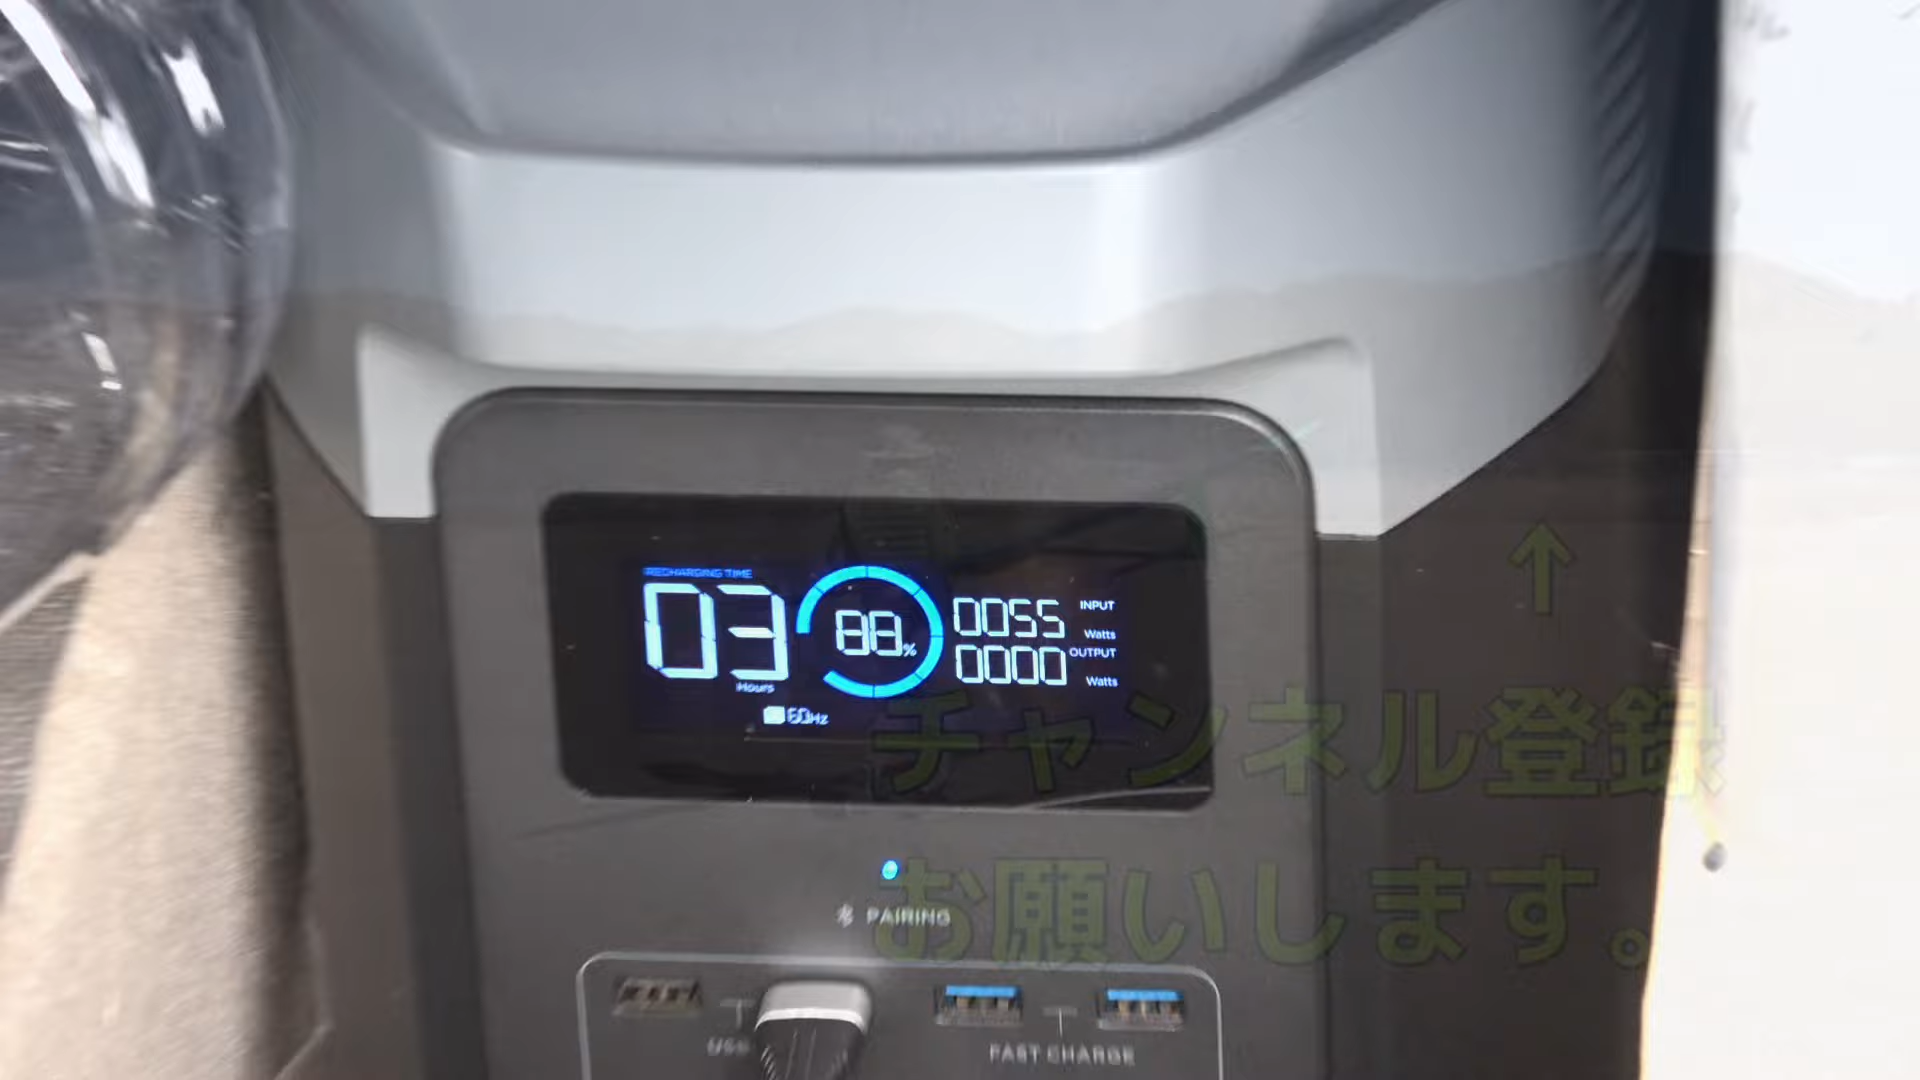 RECHARGING TIME
03
Hours
88%
0055 INPUT
Watts
0000 OUTPUT
Watts
60Hz
↑
チャンネル登録
お願いします。
PAIRING
USB
FAST CHARGE